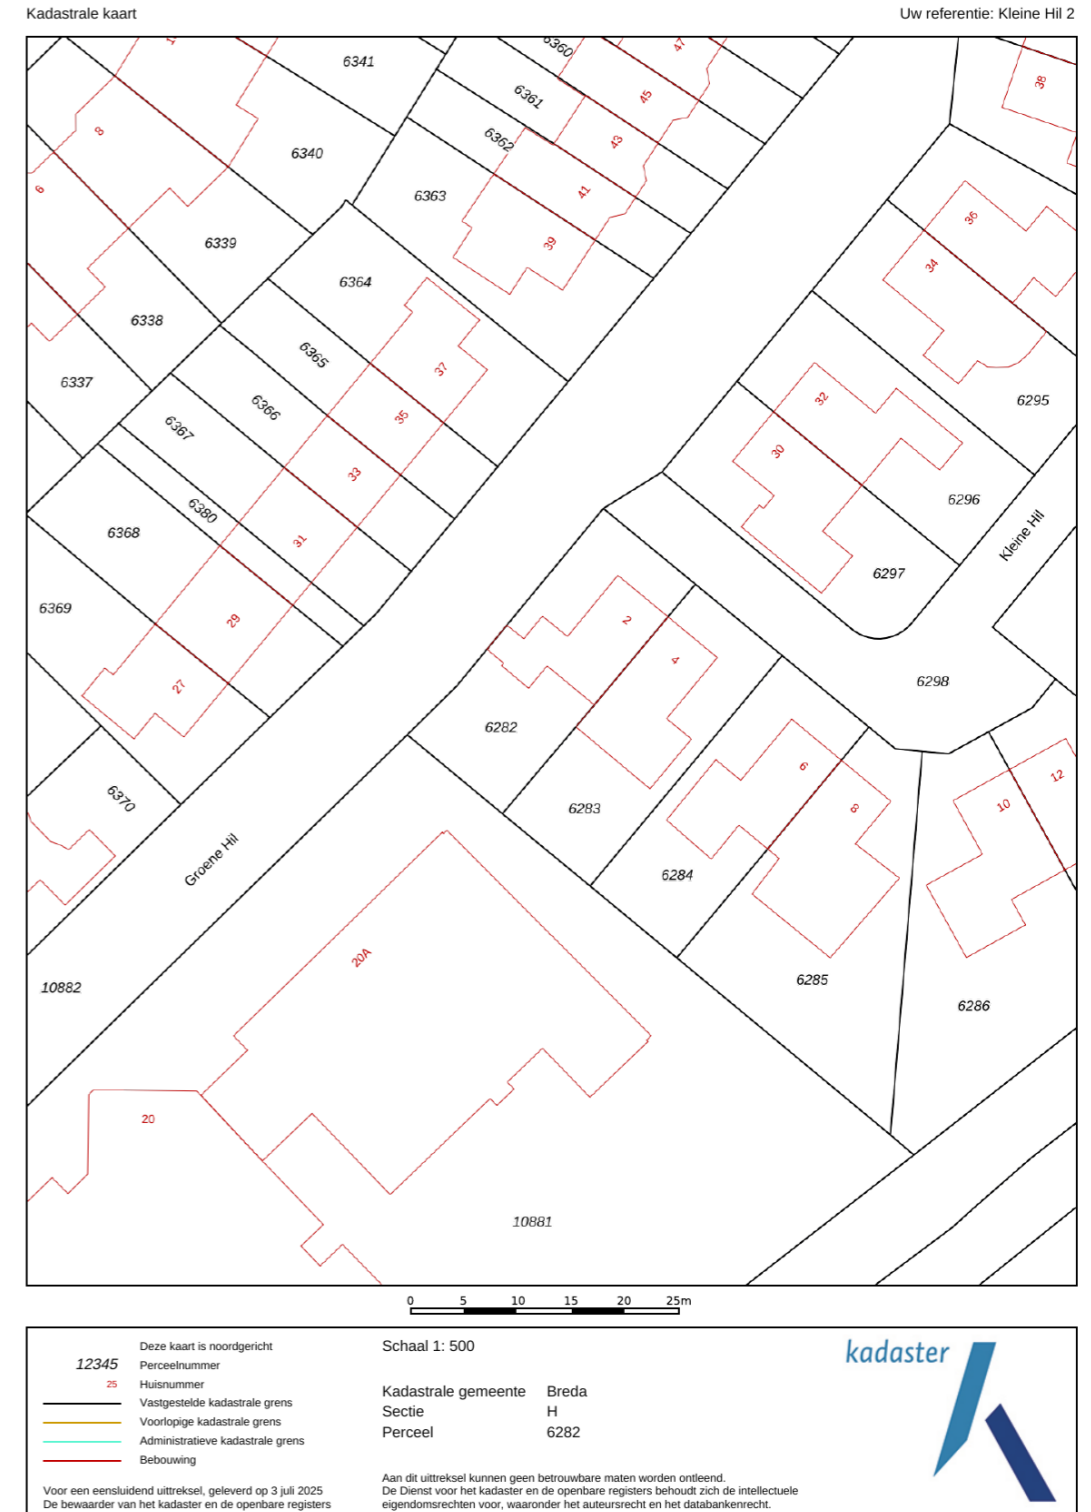 Kadastrale kaart
Uw referentie: Kleine Hil 2
6341
6360
47
38
6361
45
8
6362
43
6340
6
6363
41
36
6339
39
34
6364
6338
6365
37
6337
32
6295
6366
35
6367
30
33
6296
6380
6368
31
Kleine Hil
6297
6369
29
2
4
27
6298
6282
6
12
6370
6283
8
10
Groene Hil
6284
20A
6285
10882
6286
20
10881
0 5 10 15 20 25m
Deze kaart is noordgericht
12345 Perceelnummer
25 Huisnummer
Vastgestelde kadastrale grens
Voorlopige kadastrale grens
Administratieve kadastrale grens
Bebouwing
Voor een eensluidend uittreksel, geleverd op 3 juli 2025
De bewaarder van het kadaster en de openbare registers
Schaal 1: 500
Kadastrale gemeente Breda
Sectie H
Perceel 6282
Aan dit uittreksel kunnen geen betrouwbare maten worden ontleend.
De Dienst voor het kadaster en de openbare registers behoudt zich de intellectuele
eigendomsrechten voor, waaronder het auteursrecht en het databankenrecht.
kadaster